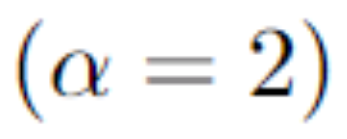 (α = 2)